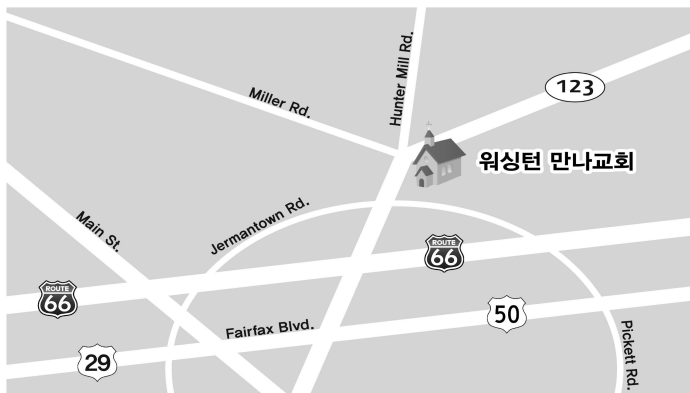 Hunter Mill Rd.
Miller Rd.
123
워싱턴 만나교회
Main St.
Jermantown Rd.
ROUTE
66
ROUTE
66
50
Fairfax Blvd.
29
Pickett Rd.